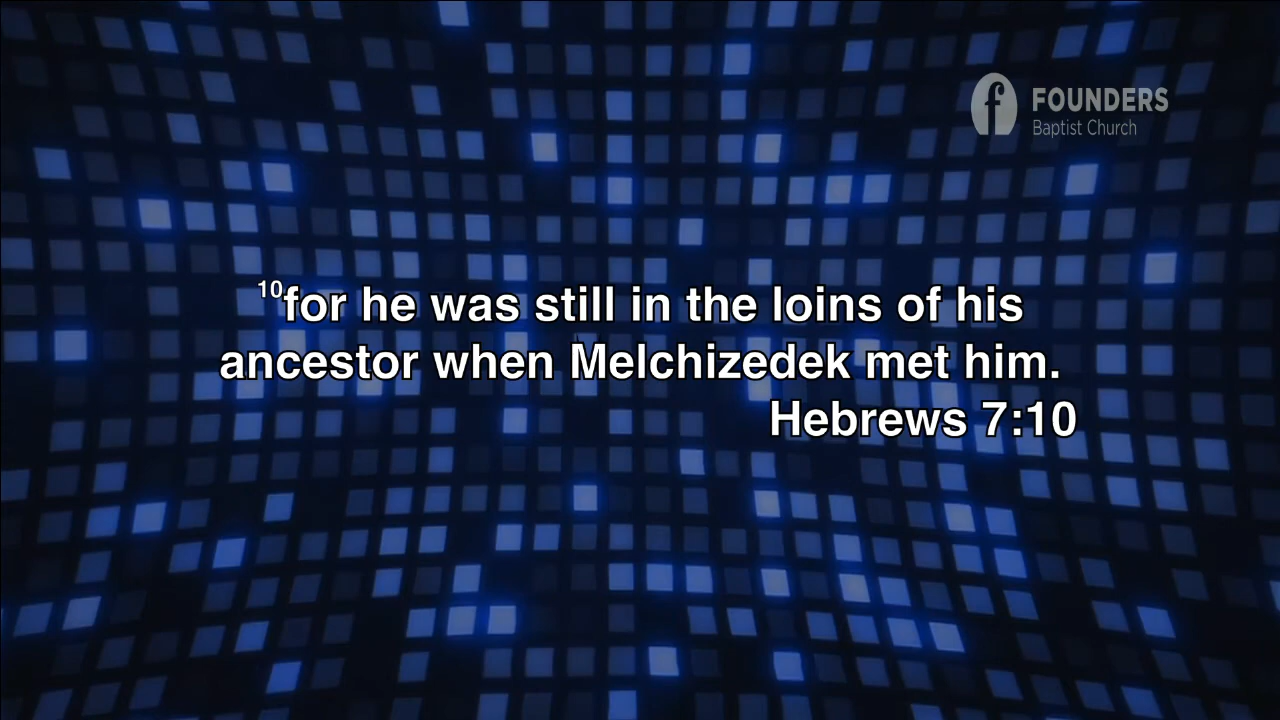 FOUNDERS
Baptist Church
10for he was still in the loins of his
ancestor when Melchizedek met him.
Hebrews 7:10